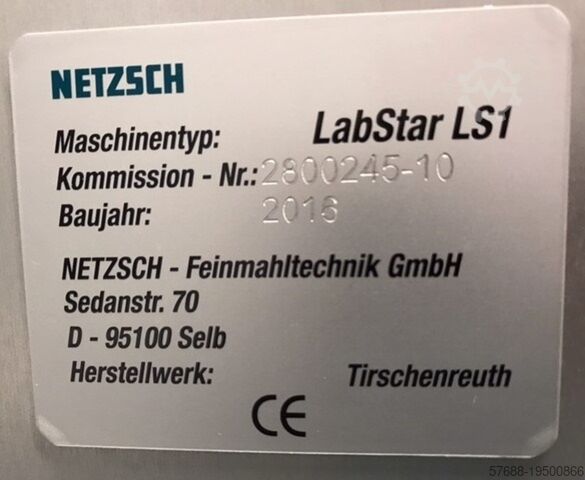 NETZSCH
Maschinentyp: LabStar LS1
Kommission - Nr.: 2800245-10
Baujahr: 2016
NETZSCH - Feinmahltechnik GmbH
Sedanstr. 70
D - 95100 Selb
Herstellwerk: Tirschenreuth
CE
57688-19500866